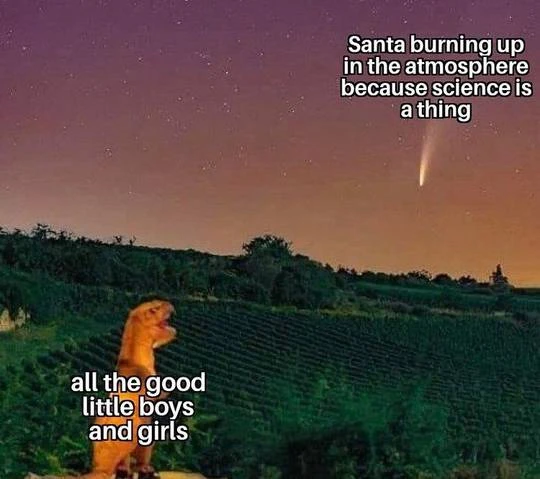 Santa burning up
in the atmosphere
because science is
a thing
all the good
little boys
and girls